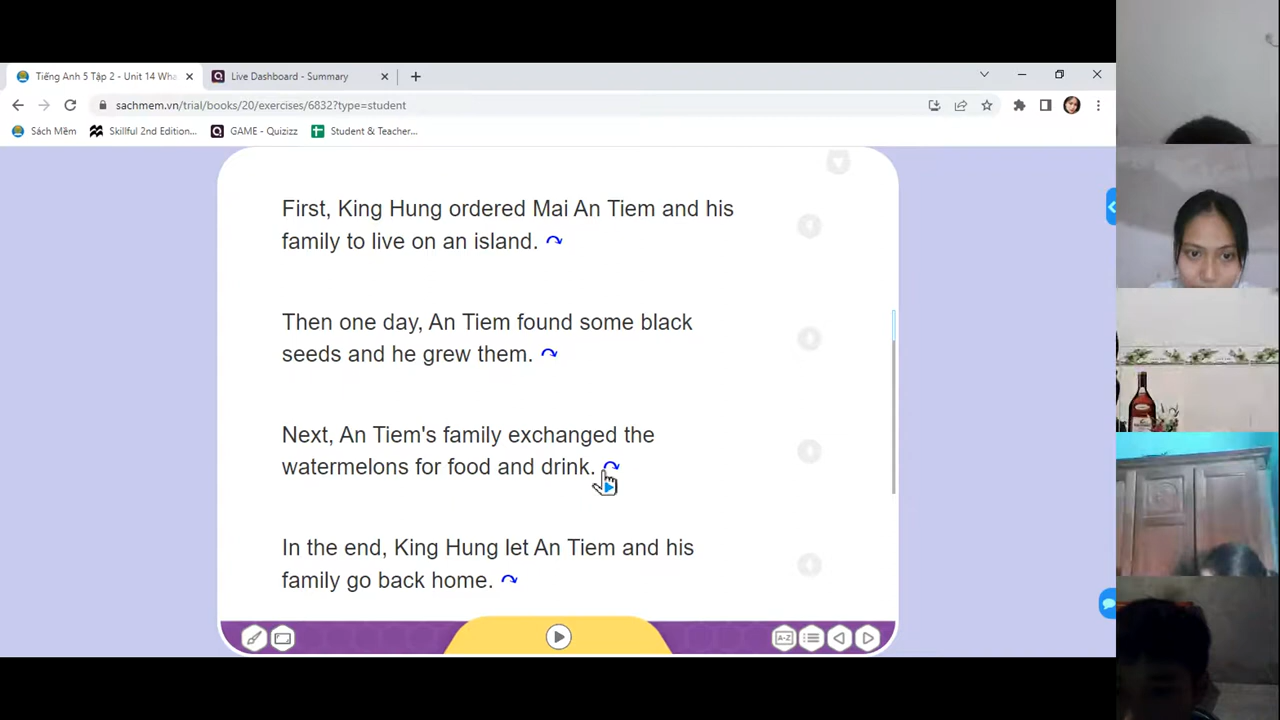 Tiếng Anh 5 Tập 2 - Unit 14 Wha
Live Dashboard - Summary
sachmem.vn/trial/books/20/exercises/6832?type=student
Sách Mềm
Skillful 2nd Edition...
GAME - Quizizz
Student & Teacher...
First, King Hung ordered Mai An Tiem and his
family to live on an island.
Then one day, An Tiem found some black
seeds and he grew them.
Next, An Tiem's family exchanged the
watermelons for food and drink.
In the end, King Hung let An Tiem and his
family go back home.
A-Z